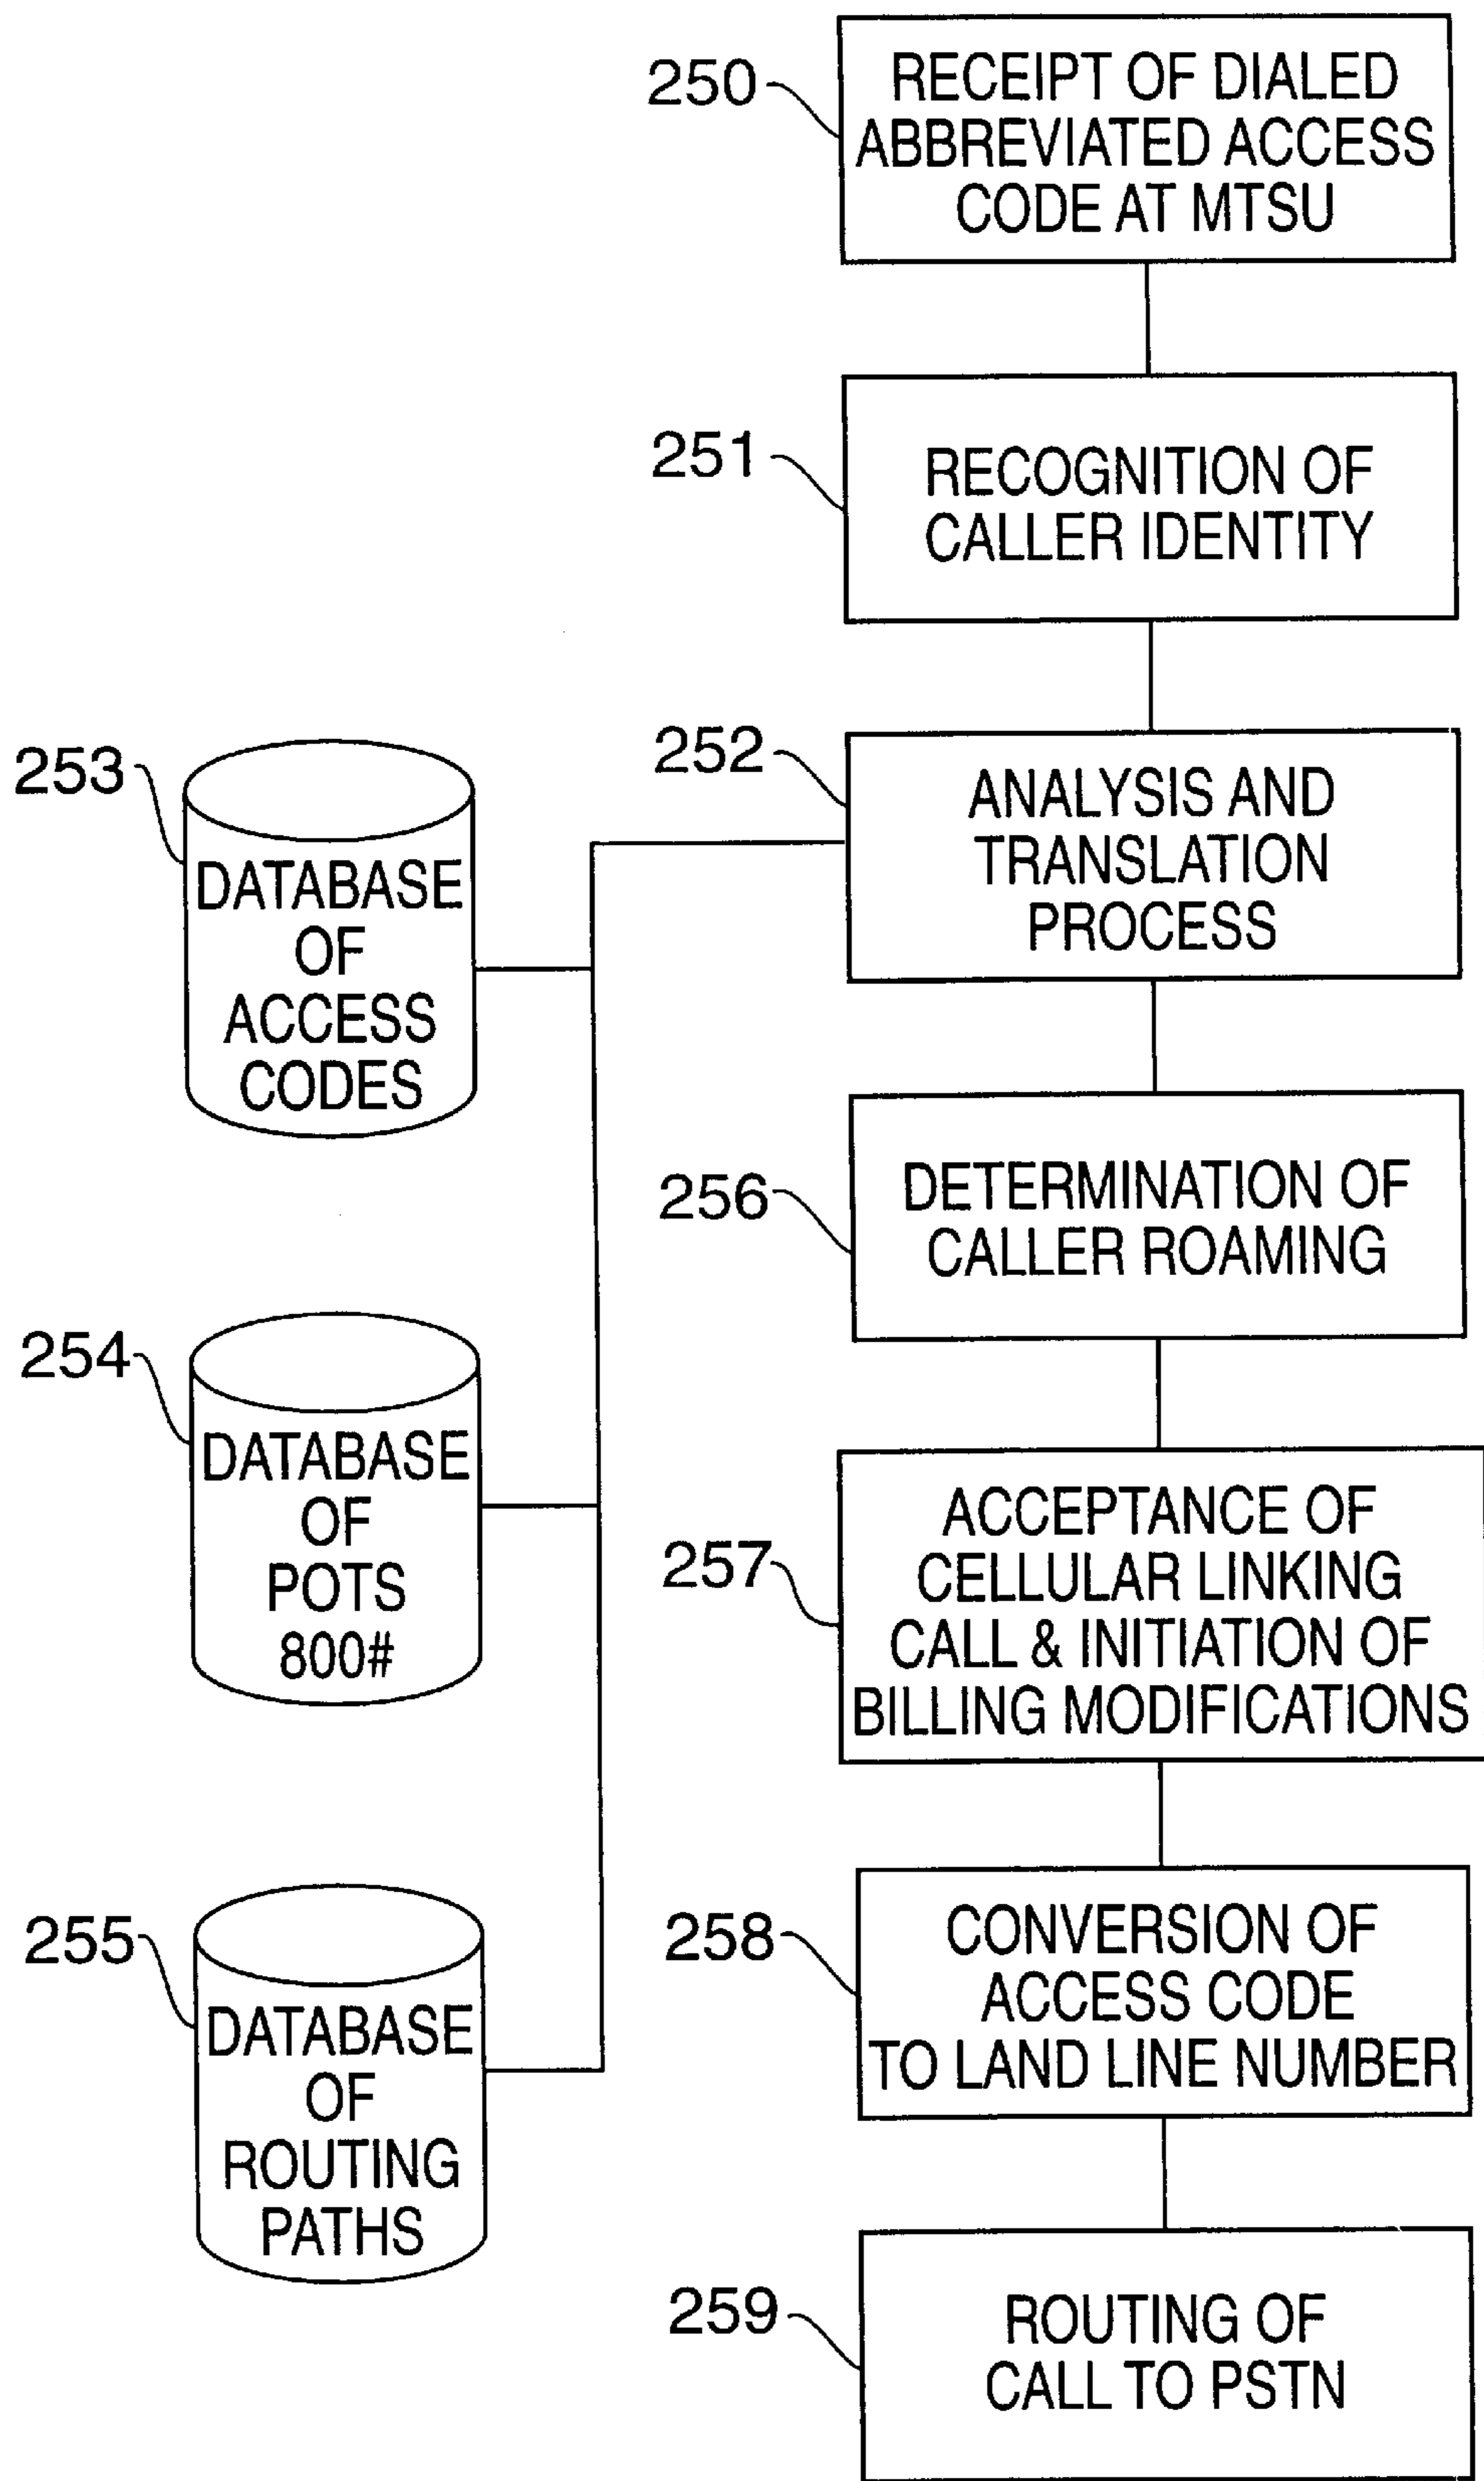 250
RECEIPT OF DIALED
ABBREVIATED ACCESS
CODE AT MTSU
251
RECOGNITION OF
CALLER IDENTITY
252
ANALYSIS AND
TRANSLATION
PROCESS
253
DATABASE
OF
ACCESS
CODES
254
DATABASE
OF
POTS
800#
255
DATABASE
OF
ROUTING
PATHS
256
DETERMINATION OF
CALLER ROAMING
257
ACCEPTANCE OF
CELLULAR LINKING
CALL & INITIATION OF
BILLING MODIFICATIONS
258
CONVERSION OF
ACCESS CODE
TO LAND LINE NUMBER
259
ROUTING OF
CALL TO PSTN